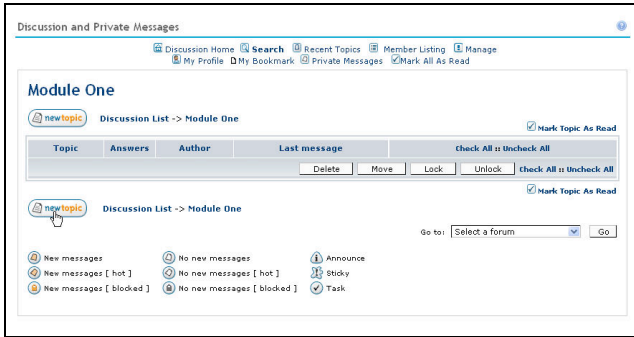 Discussion and Private Messages
Discussion Home Search Recent Topics Member Listing Manage
My Profile My Bookmark Private Messages Mark All As Read
Module One
newtopic Discussion List -> Module One
Mark Topic As Read
Topic Answers Author Last message Check All :: Uncheck All
Delete Move Lock Unlock Check All :: Uncheck All
Mark Topic As Read
newtopic Discussion List -> Module One
Go to: Select a forum Go
New messages No new messages Announce
New messages [ hot ] No new messages [ hot ] Sticky
New messages [ blocked ] No new messages [ blocked ] Task